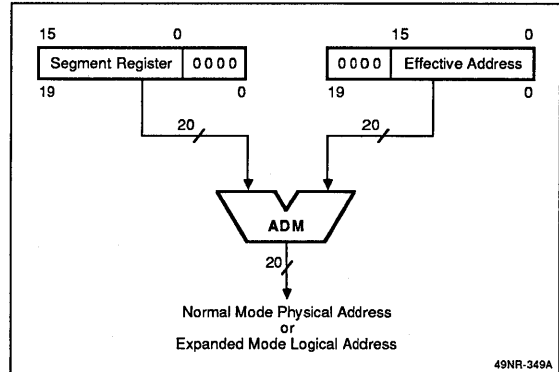 15 0 15 0
Segment Register 0000 0000 Effective Address
19 0 19 0
20 20
ADM
20
Normal Mode Physical Address
or
Expanded Mode Logical Address
49NR-349A